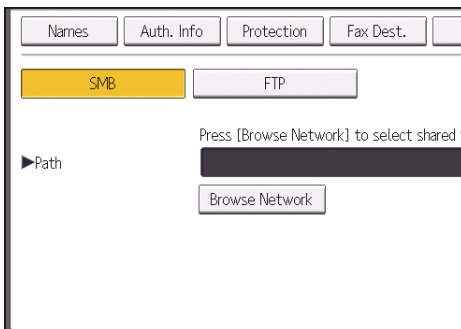 Names Auth. Info Protection Fax Dest.
SMB FTP
Press [Browse Network] to select shared
▶Path
Browse Network